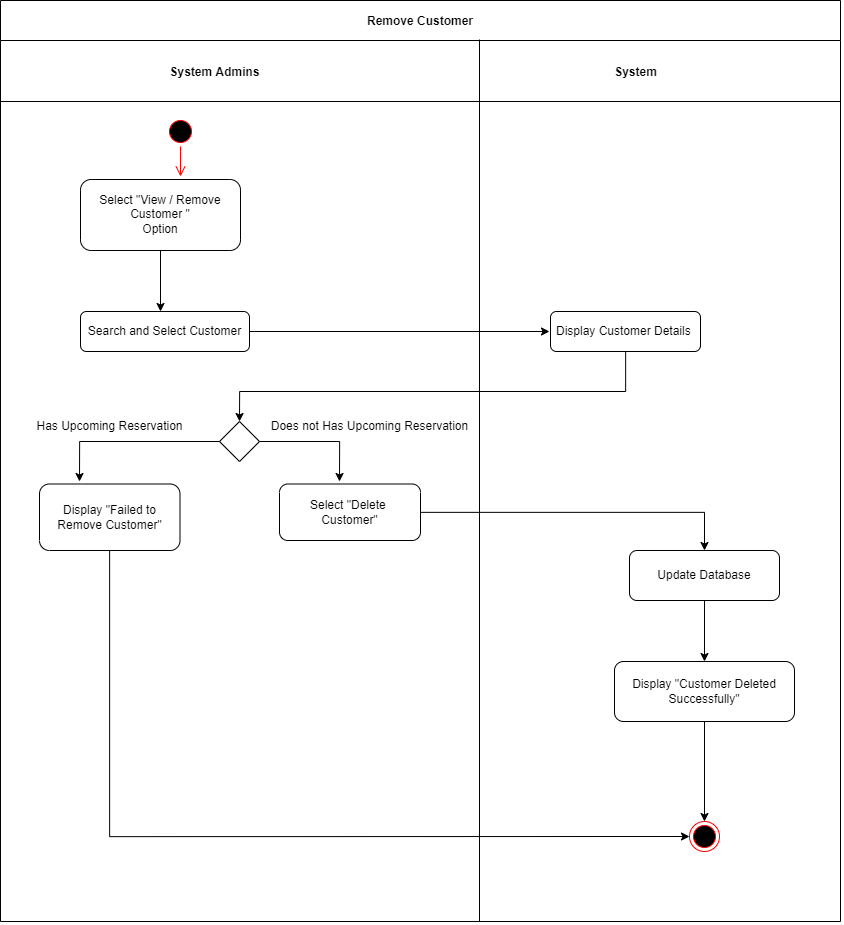 Remove Customer
System Admins
System
Select "View / Remove
Customer "
Option
Search and Select Customer
Display Customer Details
Has Upcoming Reservation
Does not Has Upcoming Reservation
Display "Failed to
Remove Customer"
Select "Delete
Customer"
Update Database
Display "Customer Deleted
Successfully"